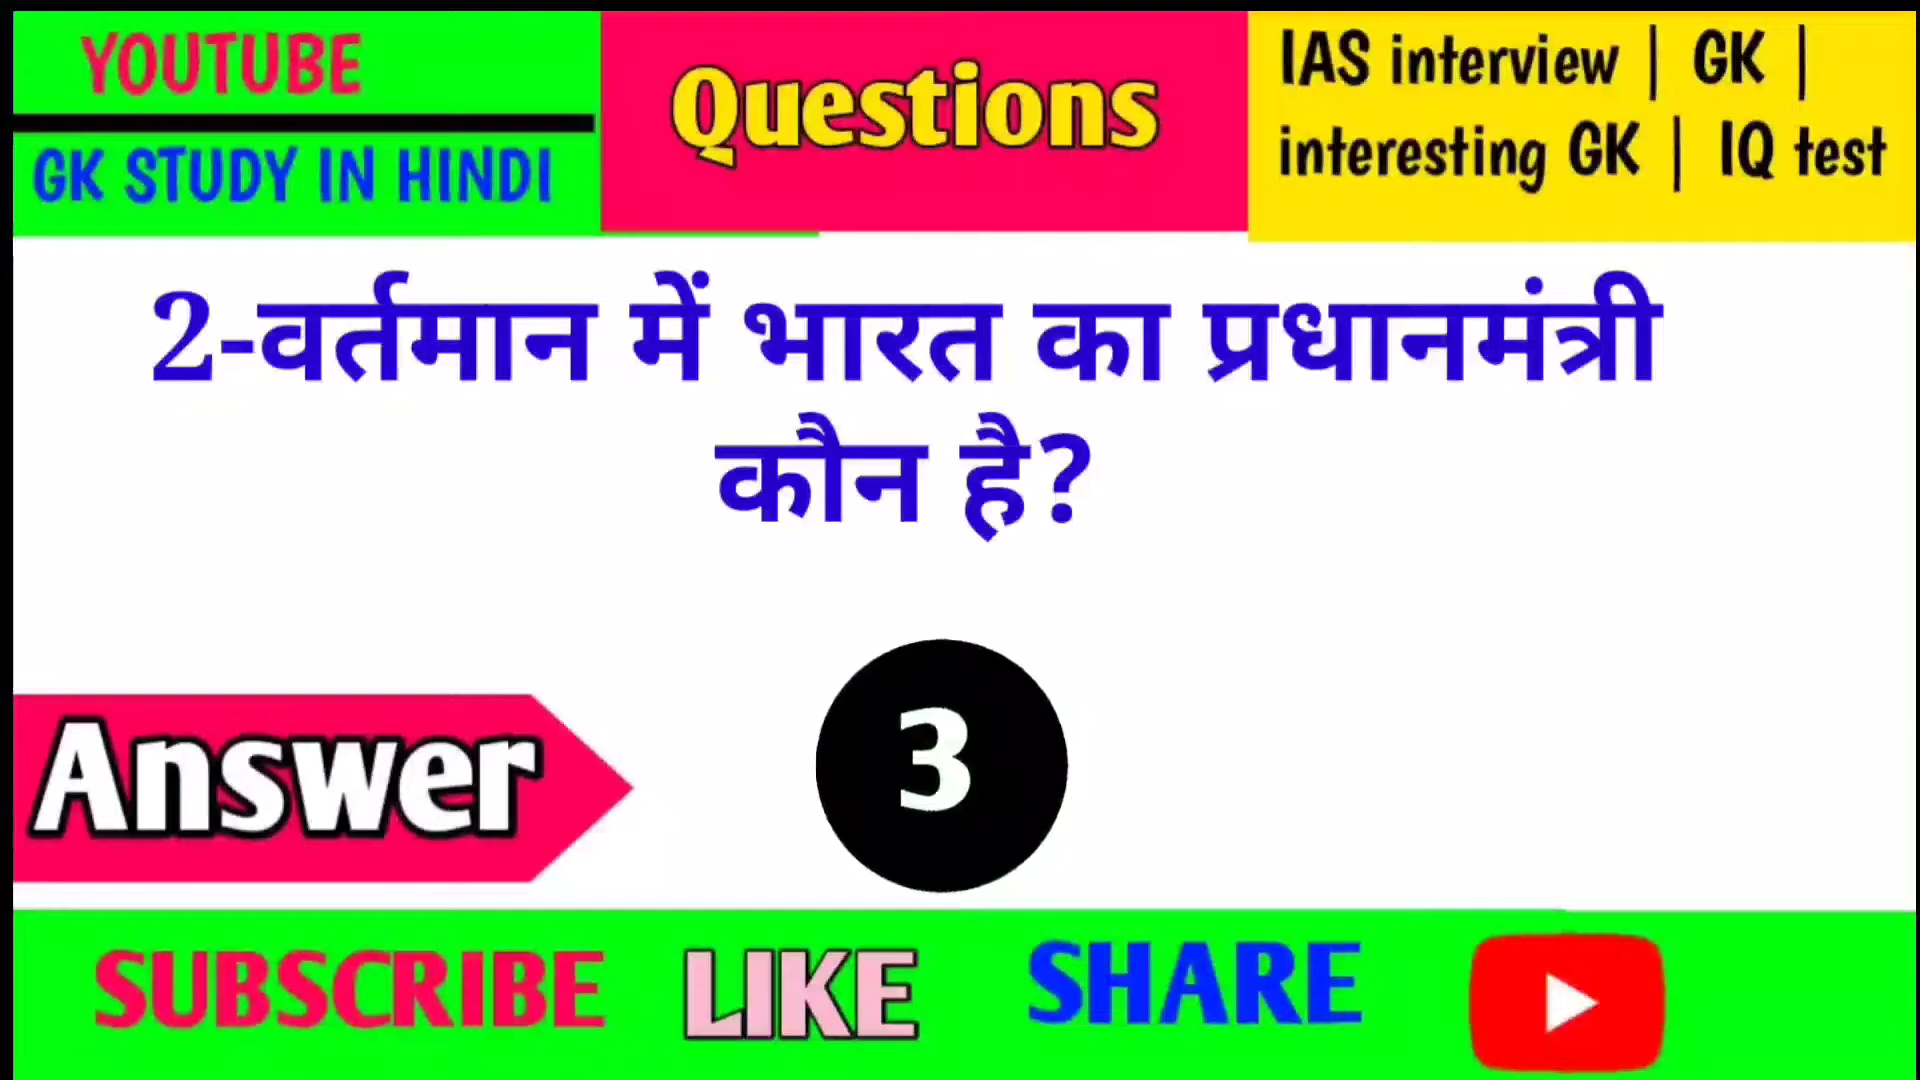 YOUTUBE
GK STUDY IN HINDI
Questions
IAS interview | GK |
interesting GK | IQ test
2-वर्तमान में भारत का प्रधानमंत्री
कौन है?
Answer
3
SUBSCRIBE LIKE SHARE